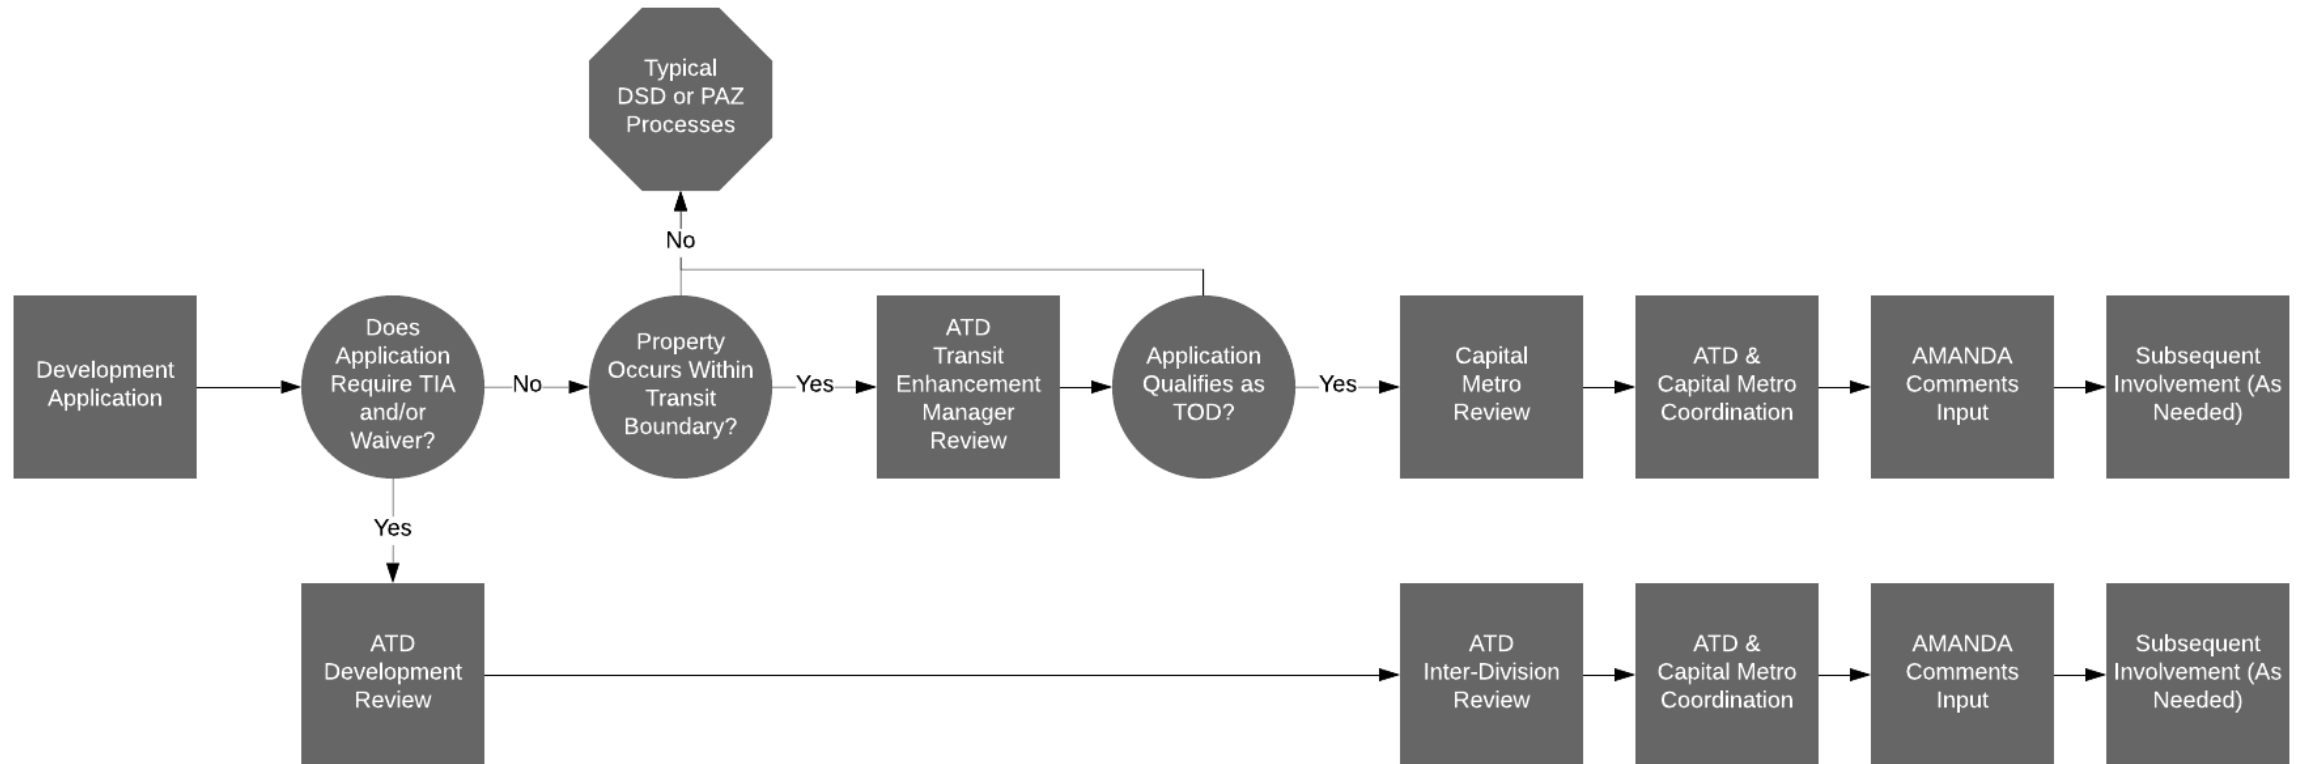 Typical
DSD or PAZ
Processes
No
Development
Application
Does
Application
Require TIA
and/or
Waiver?
No
Property
Occurs Within
Transit
Boundary?
Yes
ATD
Transit
Enhancement
Manager
Review
Application
Qualifies as
TOD?
Yes
Capital
Metro
Review
ATD &
Capital Metro
Coordination
AMANDA
Comments
Input
Subsequent
Involvement (As
Needed)
Yes
ATD
Development
Review
ATD
Inter-Division
Review
ATD &
Capital Metro
Coordination
AMANDA
Comments
Input
Subsequent
Involvement (As
Needed)